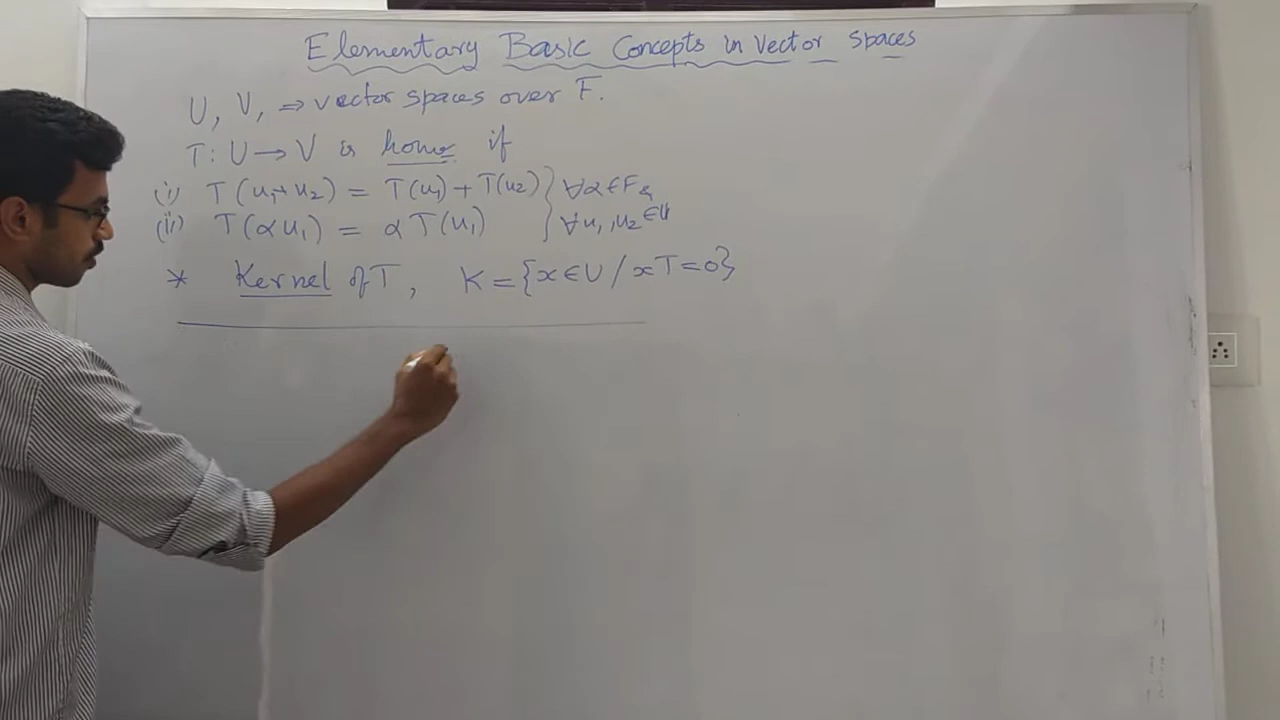 Elementary Basic Concepts in Vector Spaces
U, V, ⇒ vector spaces over F.
T: U → V is homo. if
(i) T(u₁+u₂) = T(u₁) + T(u₂) } ∀ α ∈ F &
(ii) T(αu₁) = α T(u₁) } ∀ u₁, u₂ ∈ U
* Kernel of T, K = {x ∈ U / xT = 0}